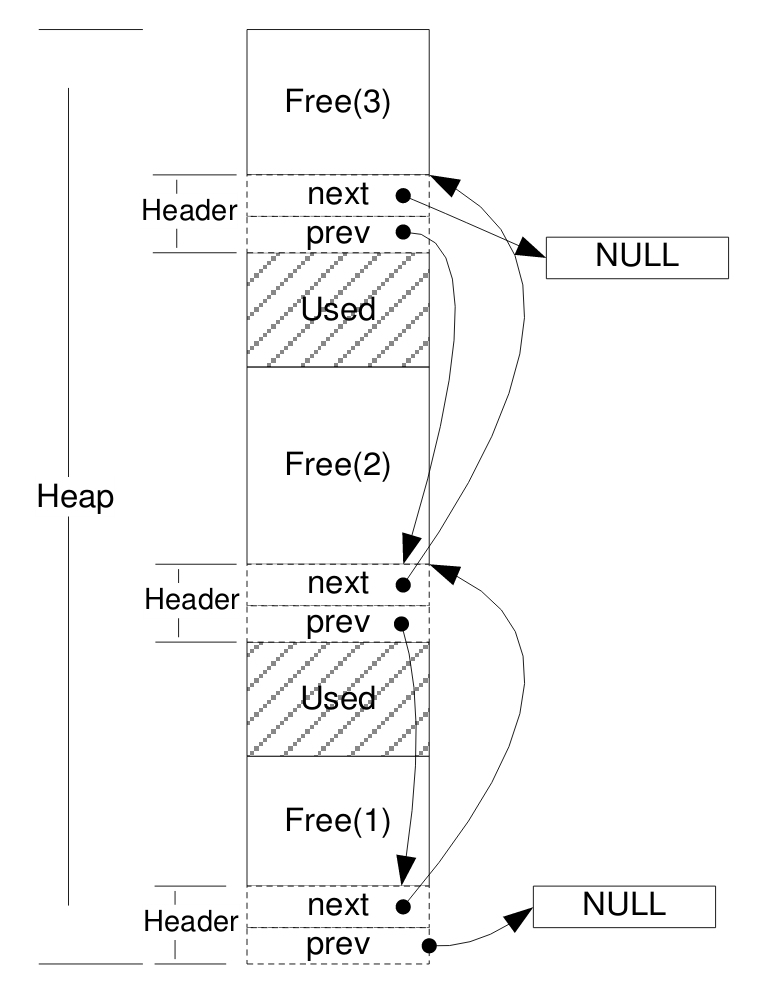 Free(3)
next
Header
prev
NULL
Used
Free(2)
Heap
next
Header
prev
Used
Free(1)
next
NULL
Header
prev